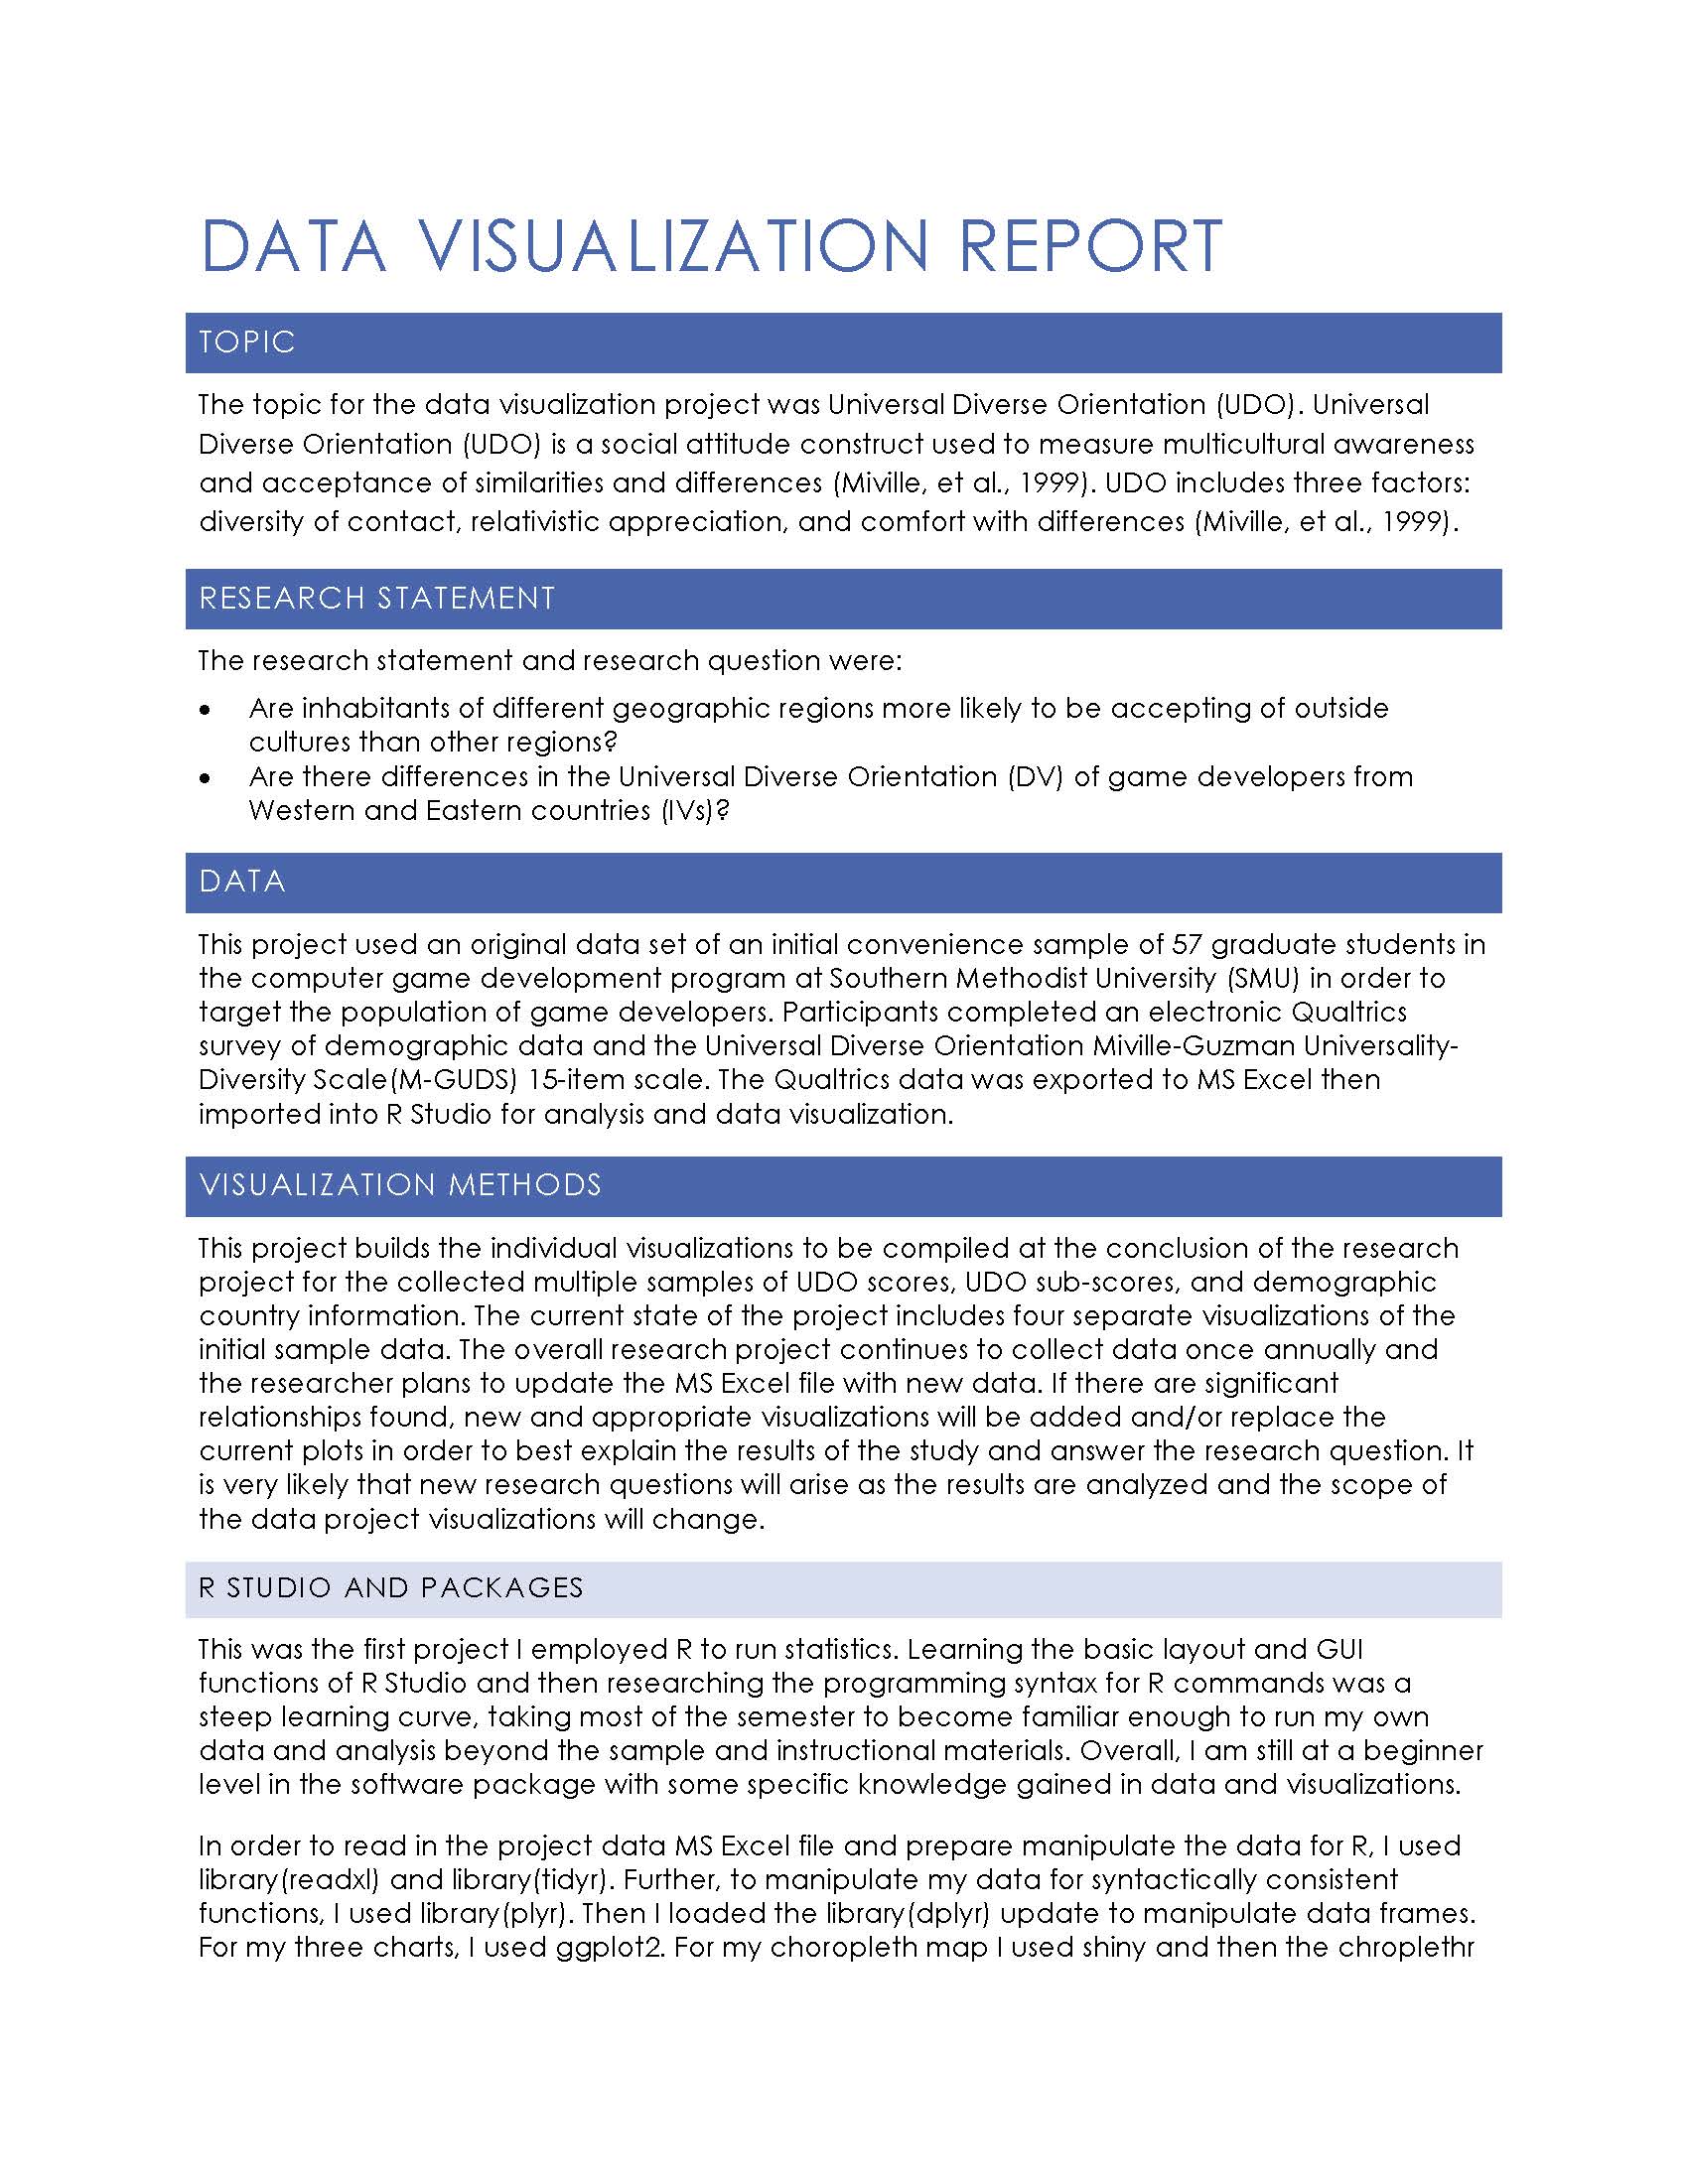 DATA VISUALIZATION REPORT
TOPIC
The topic for the data visualization project was Universal Diverse Orientation (UDO). Universal
Diverse Orientation (UDO) is a social attitude construct used to measure multicultural awareness
and acceptance of similarities and differences (Miville, et al., 1999). UDO includes three factors:
diversity of contact, relativistic appreciation, and comfort with differences (Miville, et al., 1999).
RESEARCH STATEMENT
The research statement and research question were:
• Are inhabitants of different geographic regions more likely to be accepting of outside
cultures than other regions?
• Are there differences in the Universal Diverse Orientation (DV) of game developers from
Western and Eastern countries (IVs)?
DATA
This project used an original data set of an initial convenience sample of 57 graduate students in
the computer game development program at Southern Methodist University (SMU) in order to
target the population of game developers. Participants completed an electronic Qualtrics
survey of demographic data and the Universal Diverse Orientation Miville-Guzman Universality-
Diversity Scale(M-GUDS) 15-item scale. The Qualtrics data was exported to MS Excel then
imported into R Studio for analysis and data visualization.
VISUALIZATION METHODS
This project builds the individual visualizations to be compiled at the conclusion of the research
project for the collected multiple samples of UDO scores, UDO sub-scores, and demographic
country information. The current state of the project includes four separate visualizations of the
initial sample data. The overall research project continues to collect data once annually and
the researcher plans to update the MS Excel file with new data. If there are significant
relationships found, new and appropriate visualizations will be added and/or replace the
current plots in order to best explain the results of the study and answer the research question. It
is very likely that new research questions will arise as the results are analyzed and the scope of
the data project visualizations will change.
R STUDIO AND PACKAGES
This was the first project I employed R to run statistics. Learning the basic layout and GUI
functions of R Studio and then researching the programming syntax for R commands was a
steep learning curve, taking most of the semester to become familiar enough to run my own
data and analysis beyond the sample and instructional materials. Overall, I am still at a beginner
level in the software package with some specific knowledge gained in data and visualizations.
In order to read in the project data MS Excel file and prepare manipulate the data for R, I used
library(readxl) and library(tidyr). Further, to manipulate my data for syntactically consistent
functions, I used library(plyr). Then I loaded the library(dplyr) update to manipulate data frames.
For my three charts, I used ggplot2. For my choropleth map I used shiny and then the chroplethr